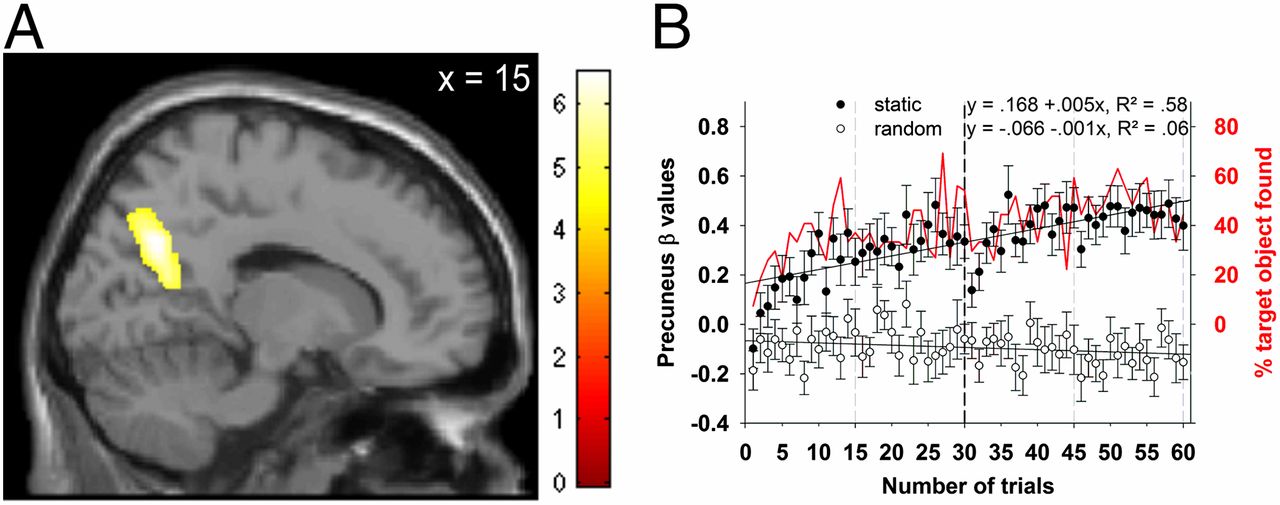 A
x = 15
6
5
4
3
2
1
0
B
static y = .168 +.005x, R² = .58
random y = -.066 -.001x, R² = .06
0.8
0.6
0.4
0.2
0.0
-0.2
-0.4
Precuneus β values
80
60
40
20
0
% target object found
0 5 10 15 20 25 30 35 40 45 50 55 60
Number of trials